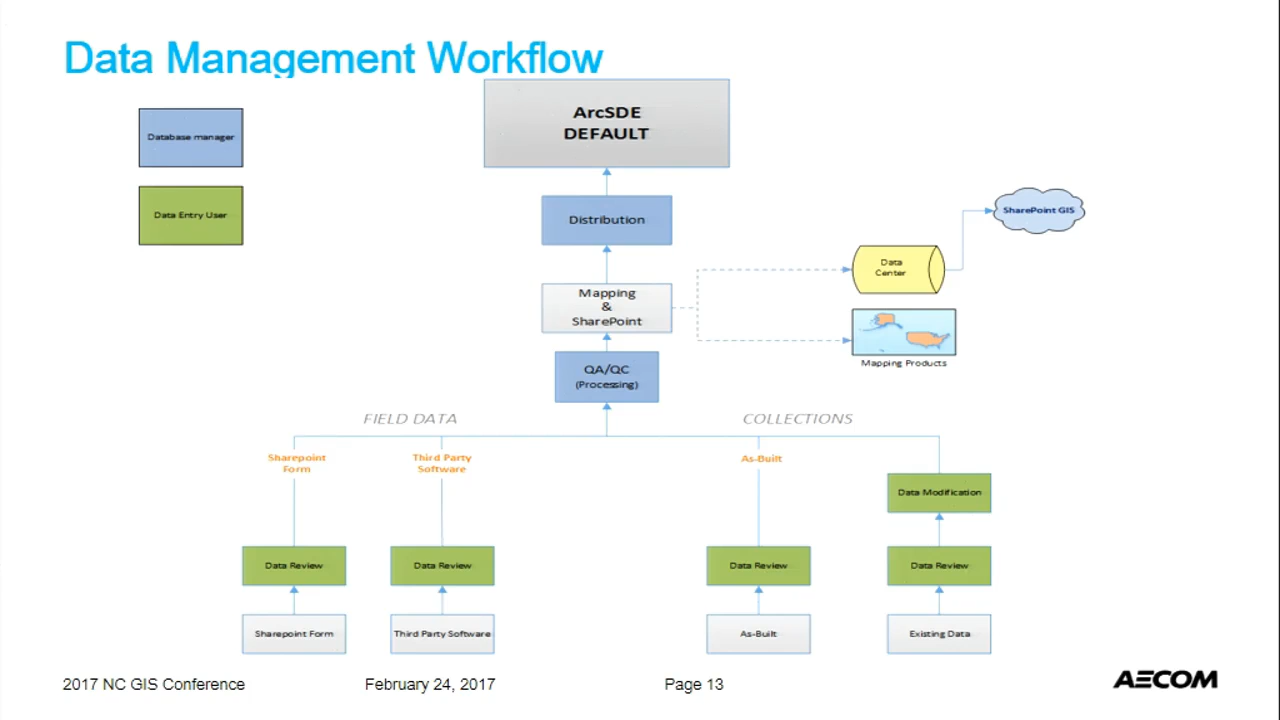 Data Management Workflow
ArcSDE
DEFAULT
Database manager
Data Entry User
Distribution
SharePoint GIS
Data
Center
Mapping
&
SharePoint
Mapping Products
QA/QC
(Processing)
FIELD DATA
COLLECTIONS
Sharepoint
Form
Third Party
Software
As-Built
Data Modification
Data Review
Data Review
Data Review
Data Review
Sharepoint Form
Third Party Software
As-Built
Existing Data
2017 NC GIS Conference
February 24, 2017
Page 13
AECOM